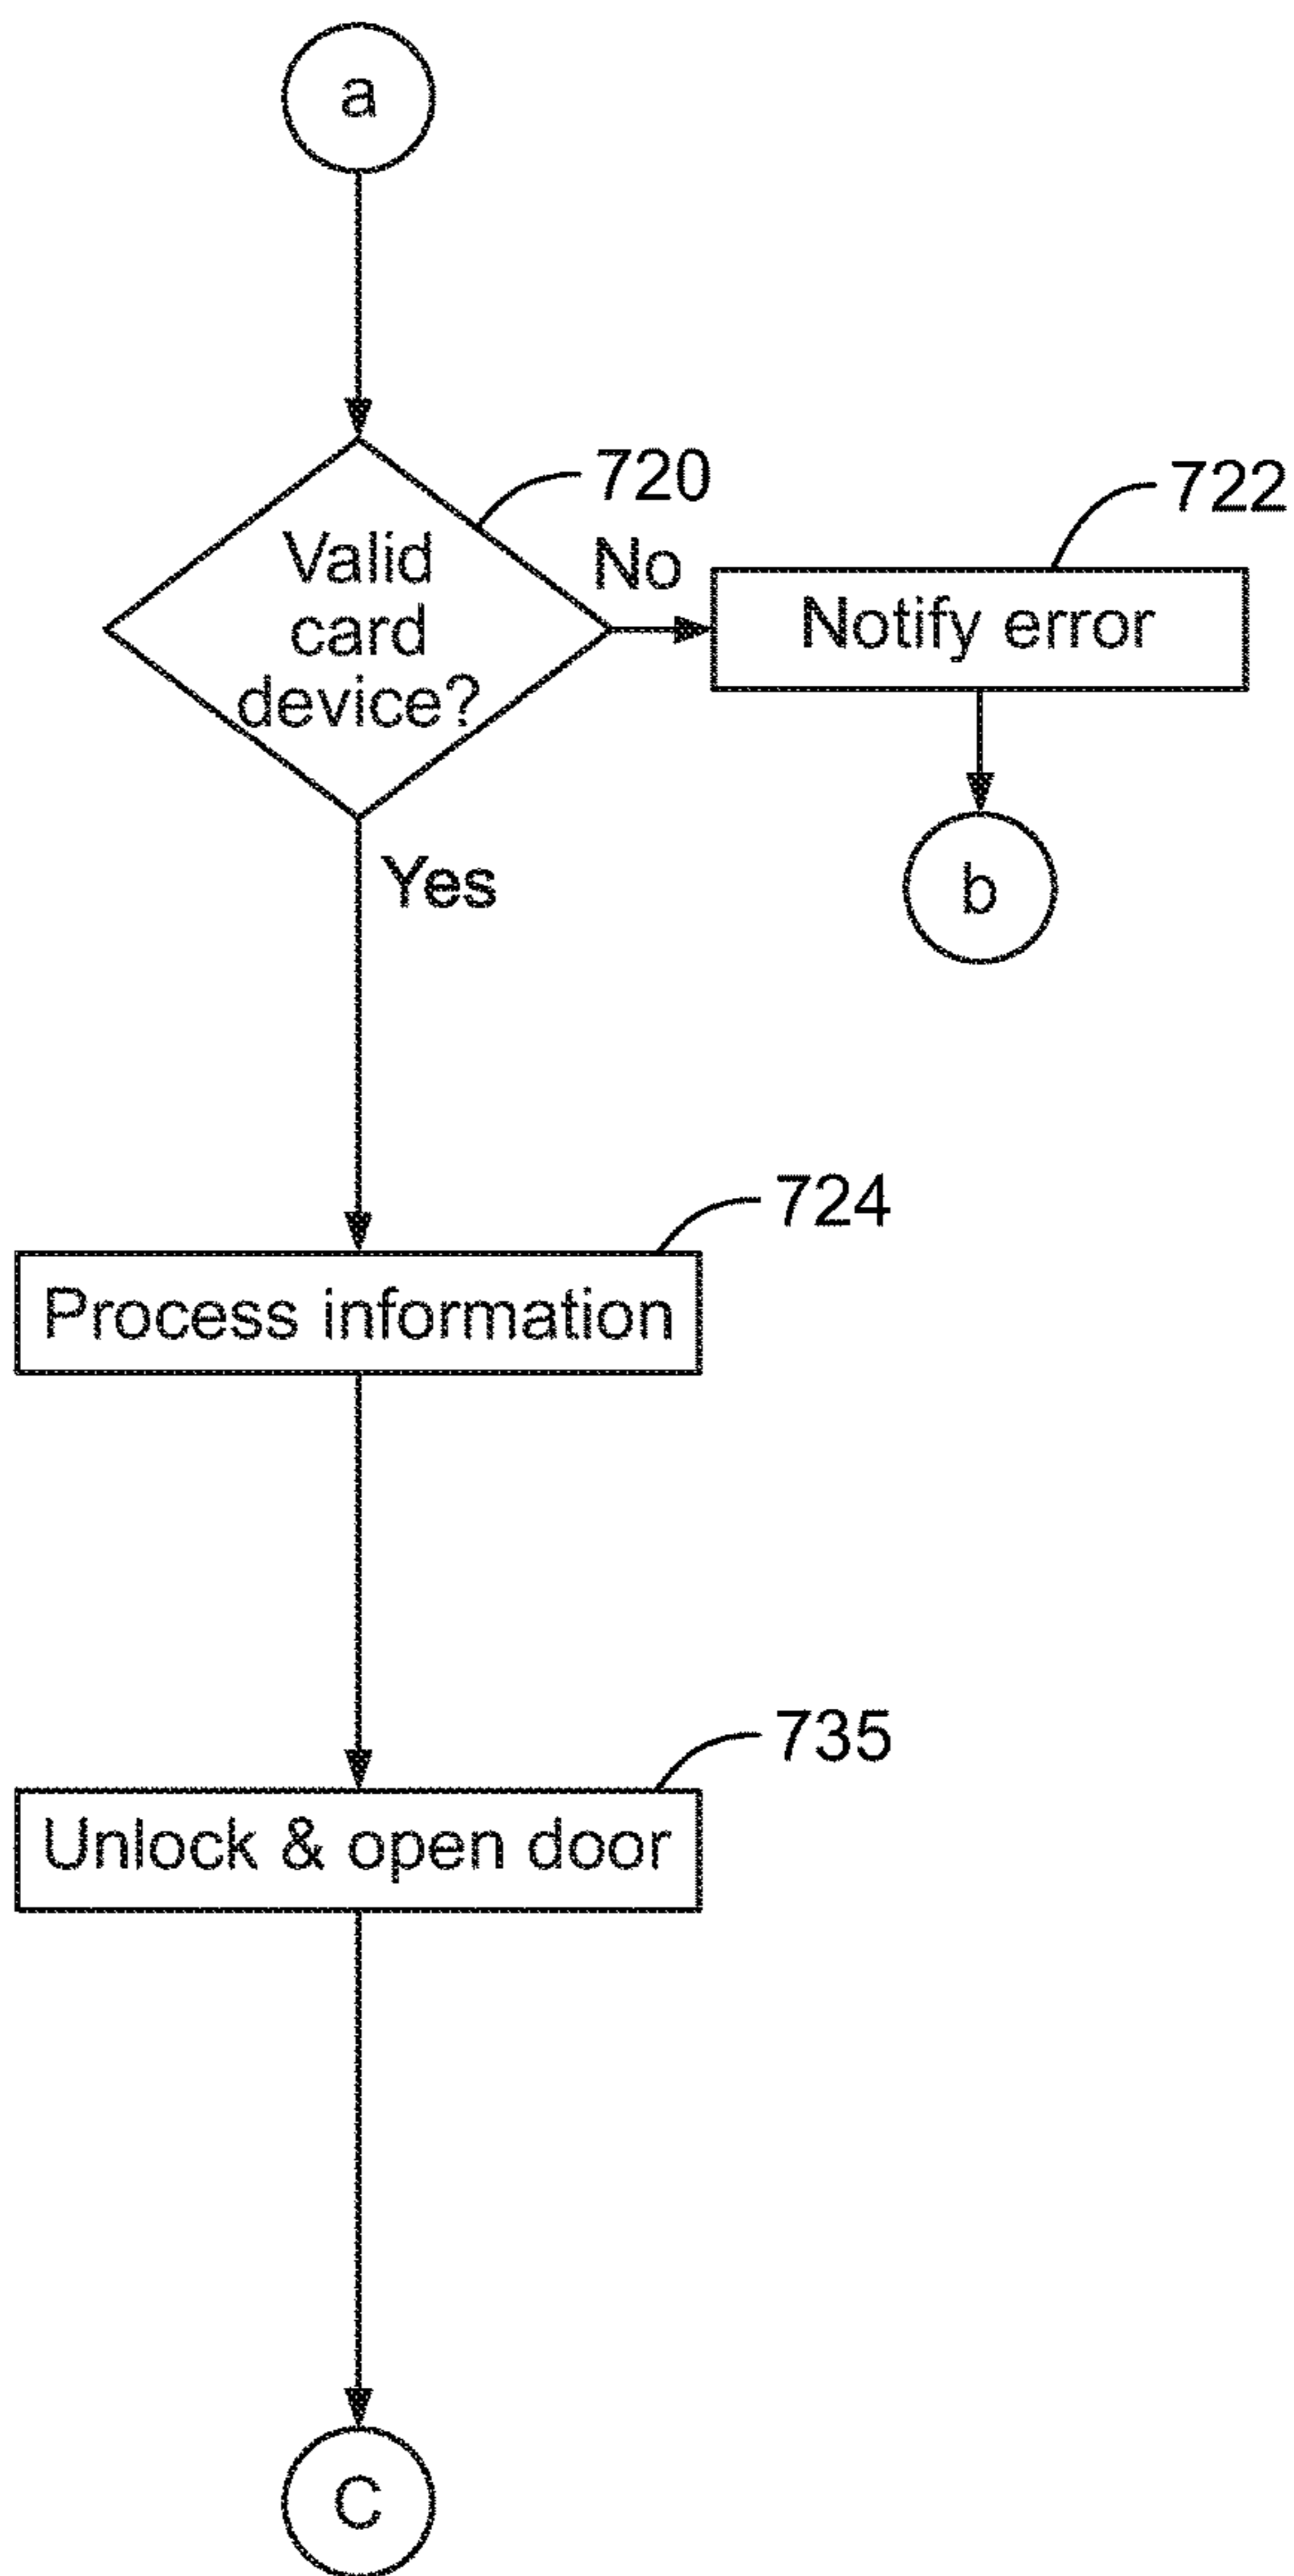 a
720
722
Valid
card
device?
No
Notify error
Yes
b
724
Process information
735
Unlock & open door
C